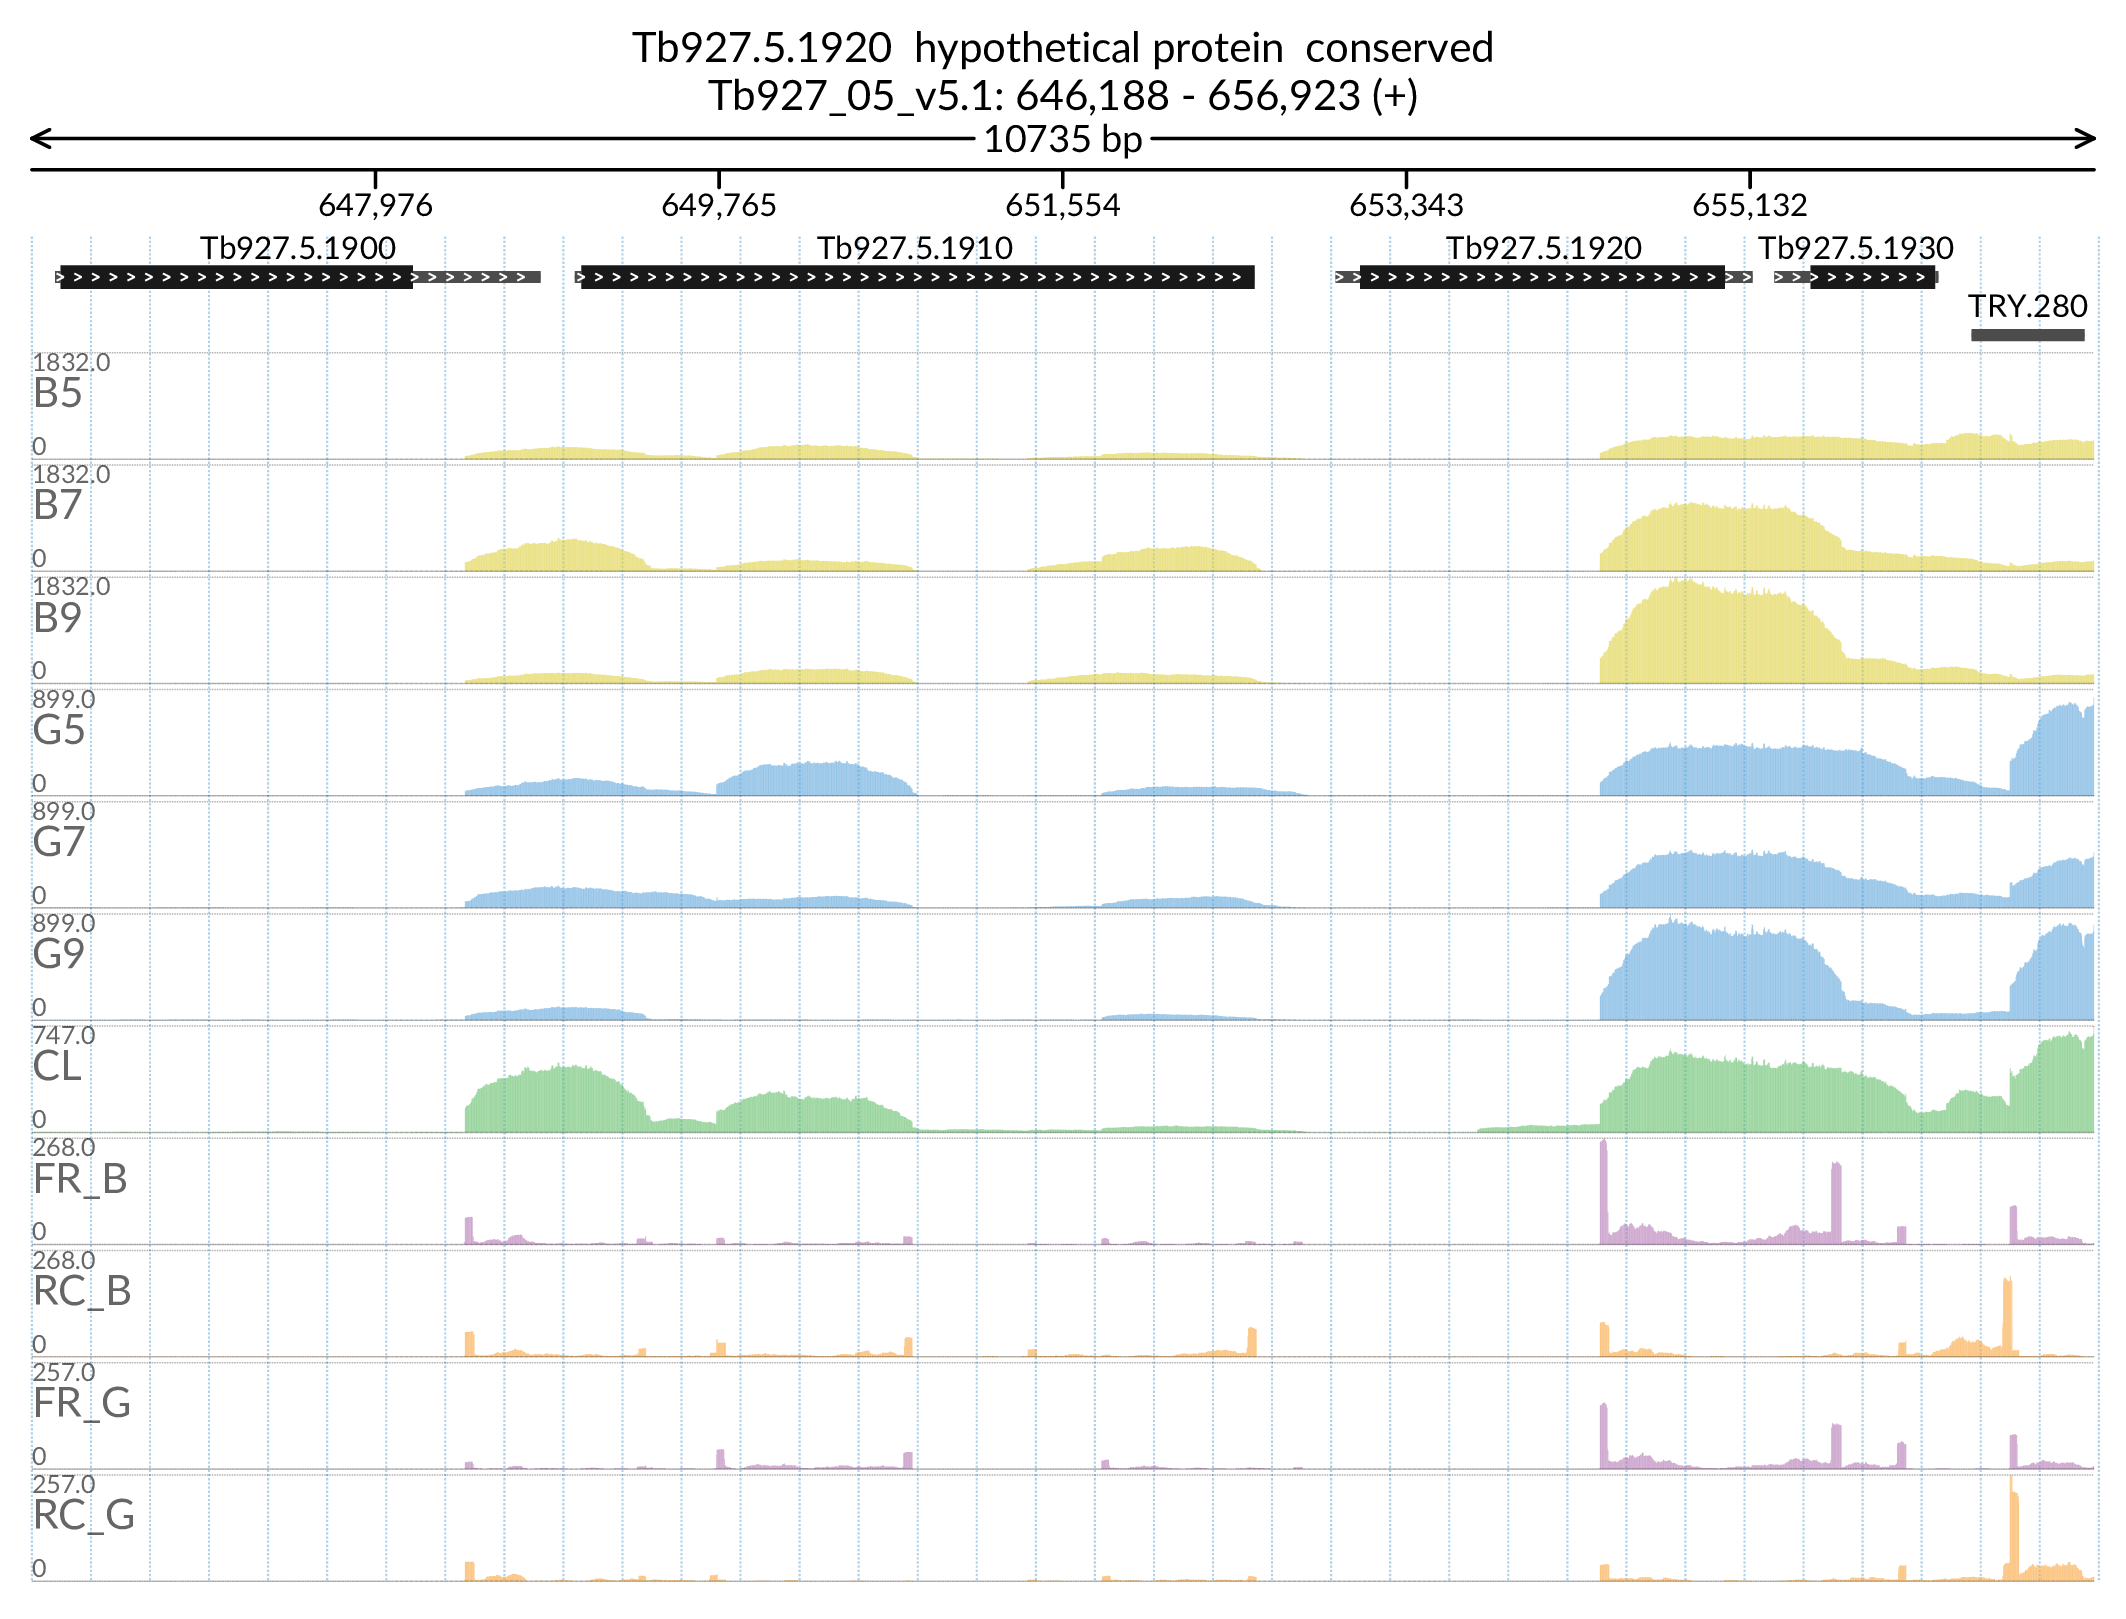 Tb927.5.1920  hypothetical protein  conserved
Tb927_05_v5.1: 646,188 - 656,923 (+)
10735 bp
647,976 649,765 651,554 653,343 655,132
Tb927.5.1900 Tb927.5.1910 Tb927.5.1920 Tb927.5.1930
TRY.280
1832.0
B5
0
1832.0
B7
0
1832.0
B9
0
899.0
G5
0
899.0
G7
0
899.0
G9
0
747.0
CL
0
268.0
FR_B
0
268.0
RC_B
0
257.0
FR_G
0
257.0
RC_G
0